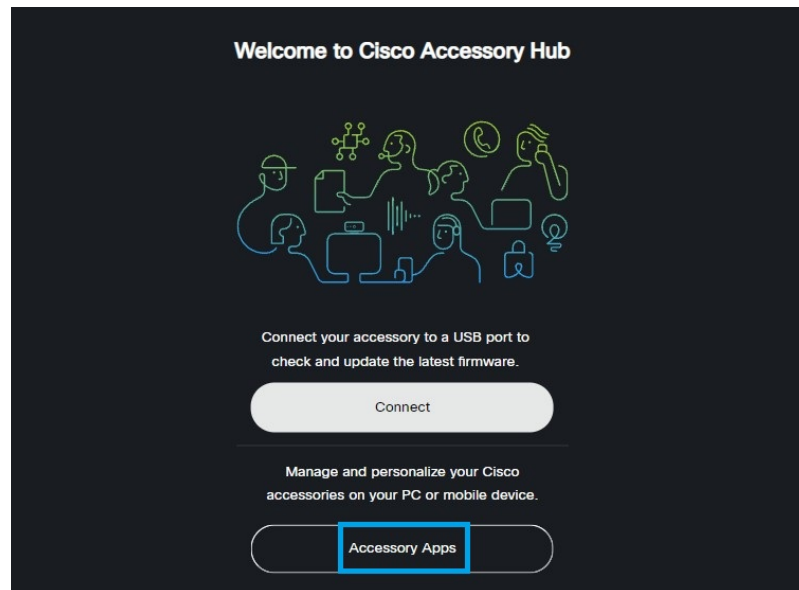 Welcome to Cisco Accessory Hub
Connect your accessory to a USB port to
check and update the latest firmware.
Connect
Manage and personalize your Cisco
accessories on your PC or mobile device.
Accessory Apps